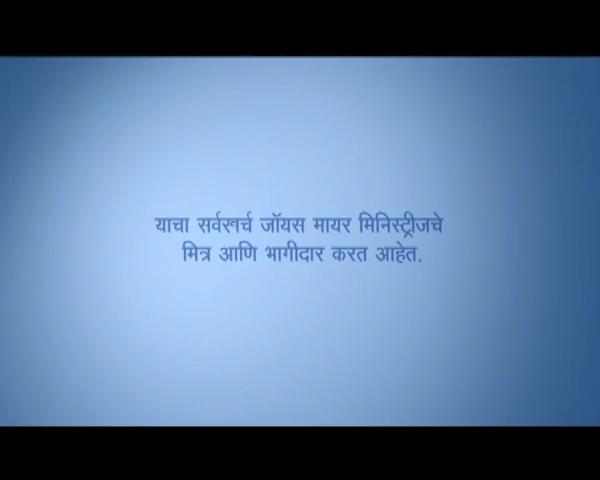 याचा सर्वखर्च जॉयस मायर मिनिस्ट्रीजचे
मित्र आणि भागीदार करत आहेत.